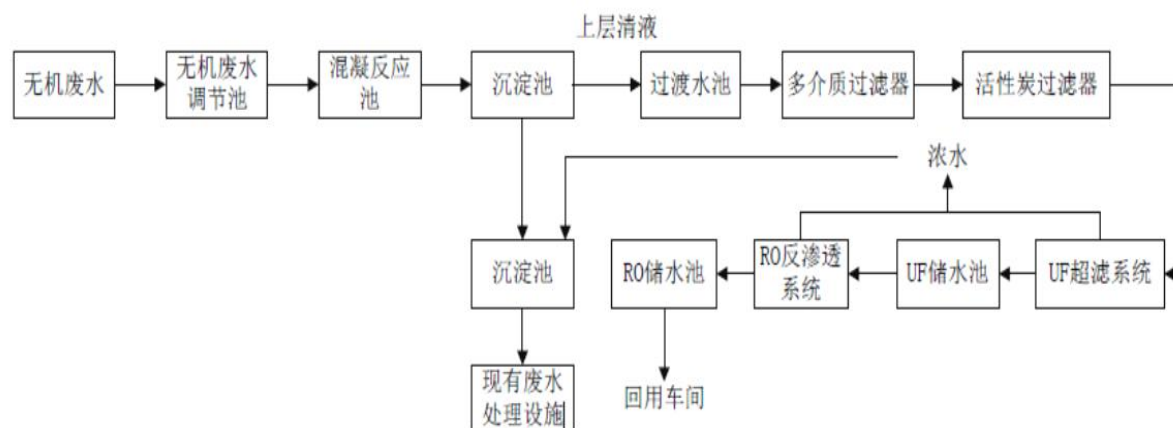 上层清液
无机废水
无机废水
调节池
混凝反应
池
沉淀池
过渡水池
多介质过滤器
活性炭过滤器
浓水
沉淀池
RO储水池
RO反渗透
系统
UF储水池
UF超滤系统
现有废水
处理设施
回用车间